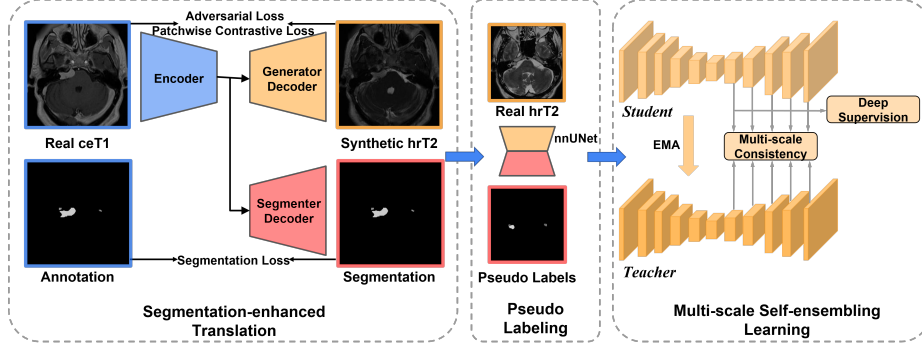 Adversarial Loss
Patchwise Contrastive Loss
Encoder
Generator
Decoder
Real ceT1
Synthetic hrT2
Segmenter
Decoder
Segmentation Loss
Annotation
Segmentation
Segmentation-enhanced
Translation
Real hrT2
nnUNet
Pseudo Labels
Pseudo
Labeling
Student
Deep
Supervision
EMA
Multi-scale
Consistency
Teacher
Multi-scale Self-ensembling
Learning